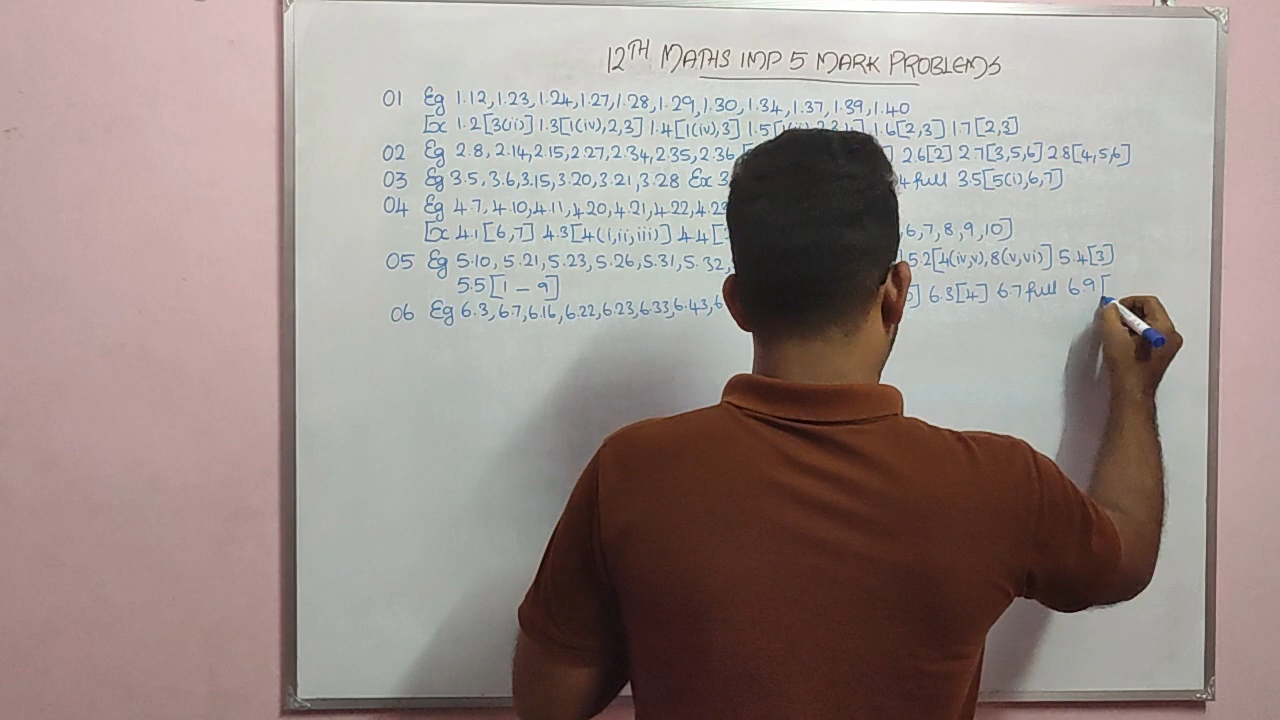 12TH MATHS IMP 5 MARK PROBLEMS
01 Eg 1.12, 1.23, 1.24, 1.27, 1.28, 1.29, 1.30, 1.34, 1.37, 1.39, 1.40
Ex 1.2[3(ii)] 1.3[1(iv),2,3] 1.4[1(iv),3] 1.5 1.6[2,3] 1.7[2,3]
02 Eg 2.8, 2.14, 2.15, 2.27, 2.34, 2.35, 2.36 2.6[2] 2.7[3,5,6] 2.8[4,5,6]
03 Eg 3.5, 3.6, 3.15, 3.20, 3.21, 3.28 Ex full 3.5[5(i),6,7]
04 Eg 4.7, 4.10, 4.11, 4.20, 4.21, 4.22, 4.23
Ex 4.1[6,7] 4.3[4(i,ii,iii)] 4.4 6,7,8,9,10]
05 Eg 5.10, 5.21, 5.23, 5.26, 5.31, 5.32, 5.2[4(iv,v),8(v,vi)] 5.4[3]
5.5[1 - 9]
06 Eg 6.3, 6.7, 6.16, 6.22, 6.23, 6.33, 6.43, 6.3[4] 6.7 full 6.9[